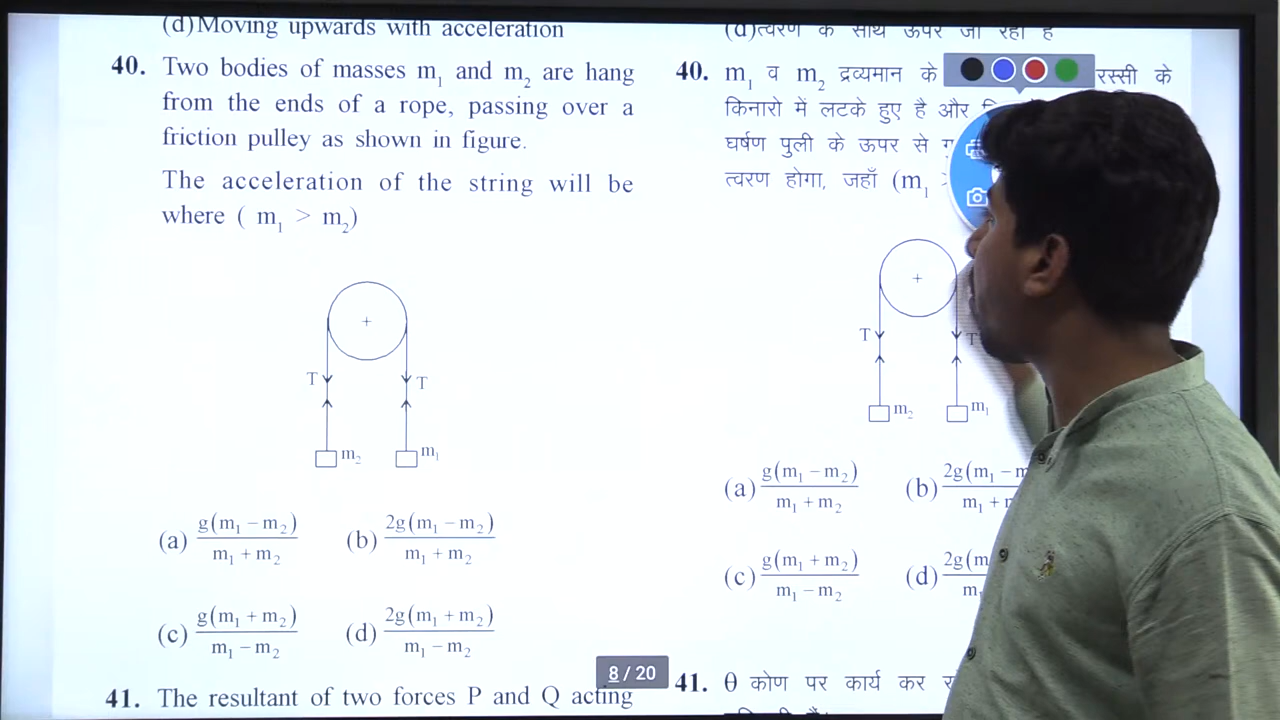 (d)Moving upwards with acceleration
40. Two bodies of masses m₁ and m₂ are hang
from the ends of a rope, passing over a
friction pulley as shown in figure.
The acceleration of the string will be
where ( m₁ > m₂)
T T
m₂ m₁
(a) g(m₁ − m₂) / m₁ + m₂ (b) 2g(m₁ − m₂) / m₁ + m₂
(c) g(m₁ + m₂) / m₁ − m₂ (d) 2g(m₁ + m₂) / m₁ − m₂
41. The resultant of two forces P and Q acting
(d)त्वरण के साथ ऊपर जा रहा है
40. m₁ व m₂ द्रव्यमान के रस्सी के
किनारो में लटके हुए है और
घर्षण पुली के ऊपर से
त्वरण होगा, जहाँ (m₁
T T
m₂ m₁
(a) g(m₁ − m₂) / m₁ + m₂ (b) 2g(m₁ − / m₁ +
(c) g(m₁ + m₂) / m₁ − m₂ (d) 2g(m
41. θ कोण पर कार्य कर
8 / 20